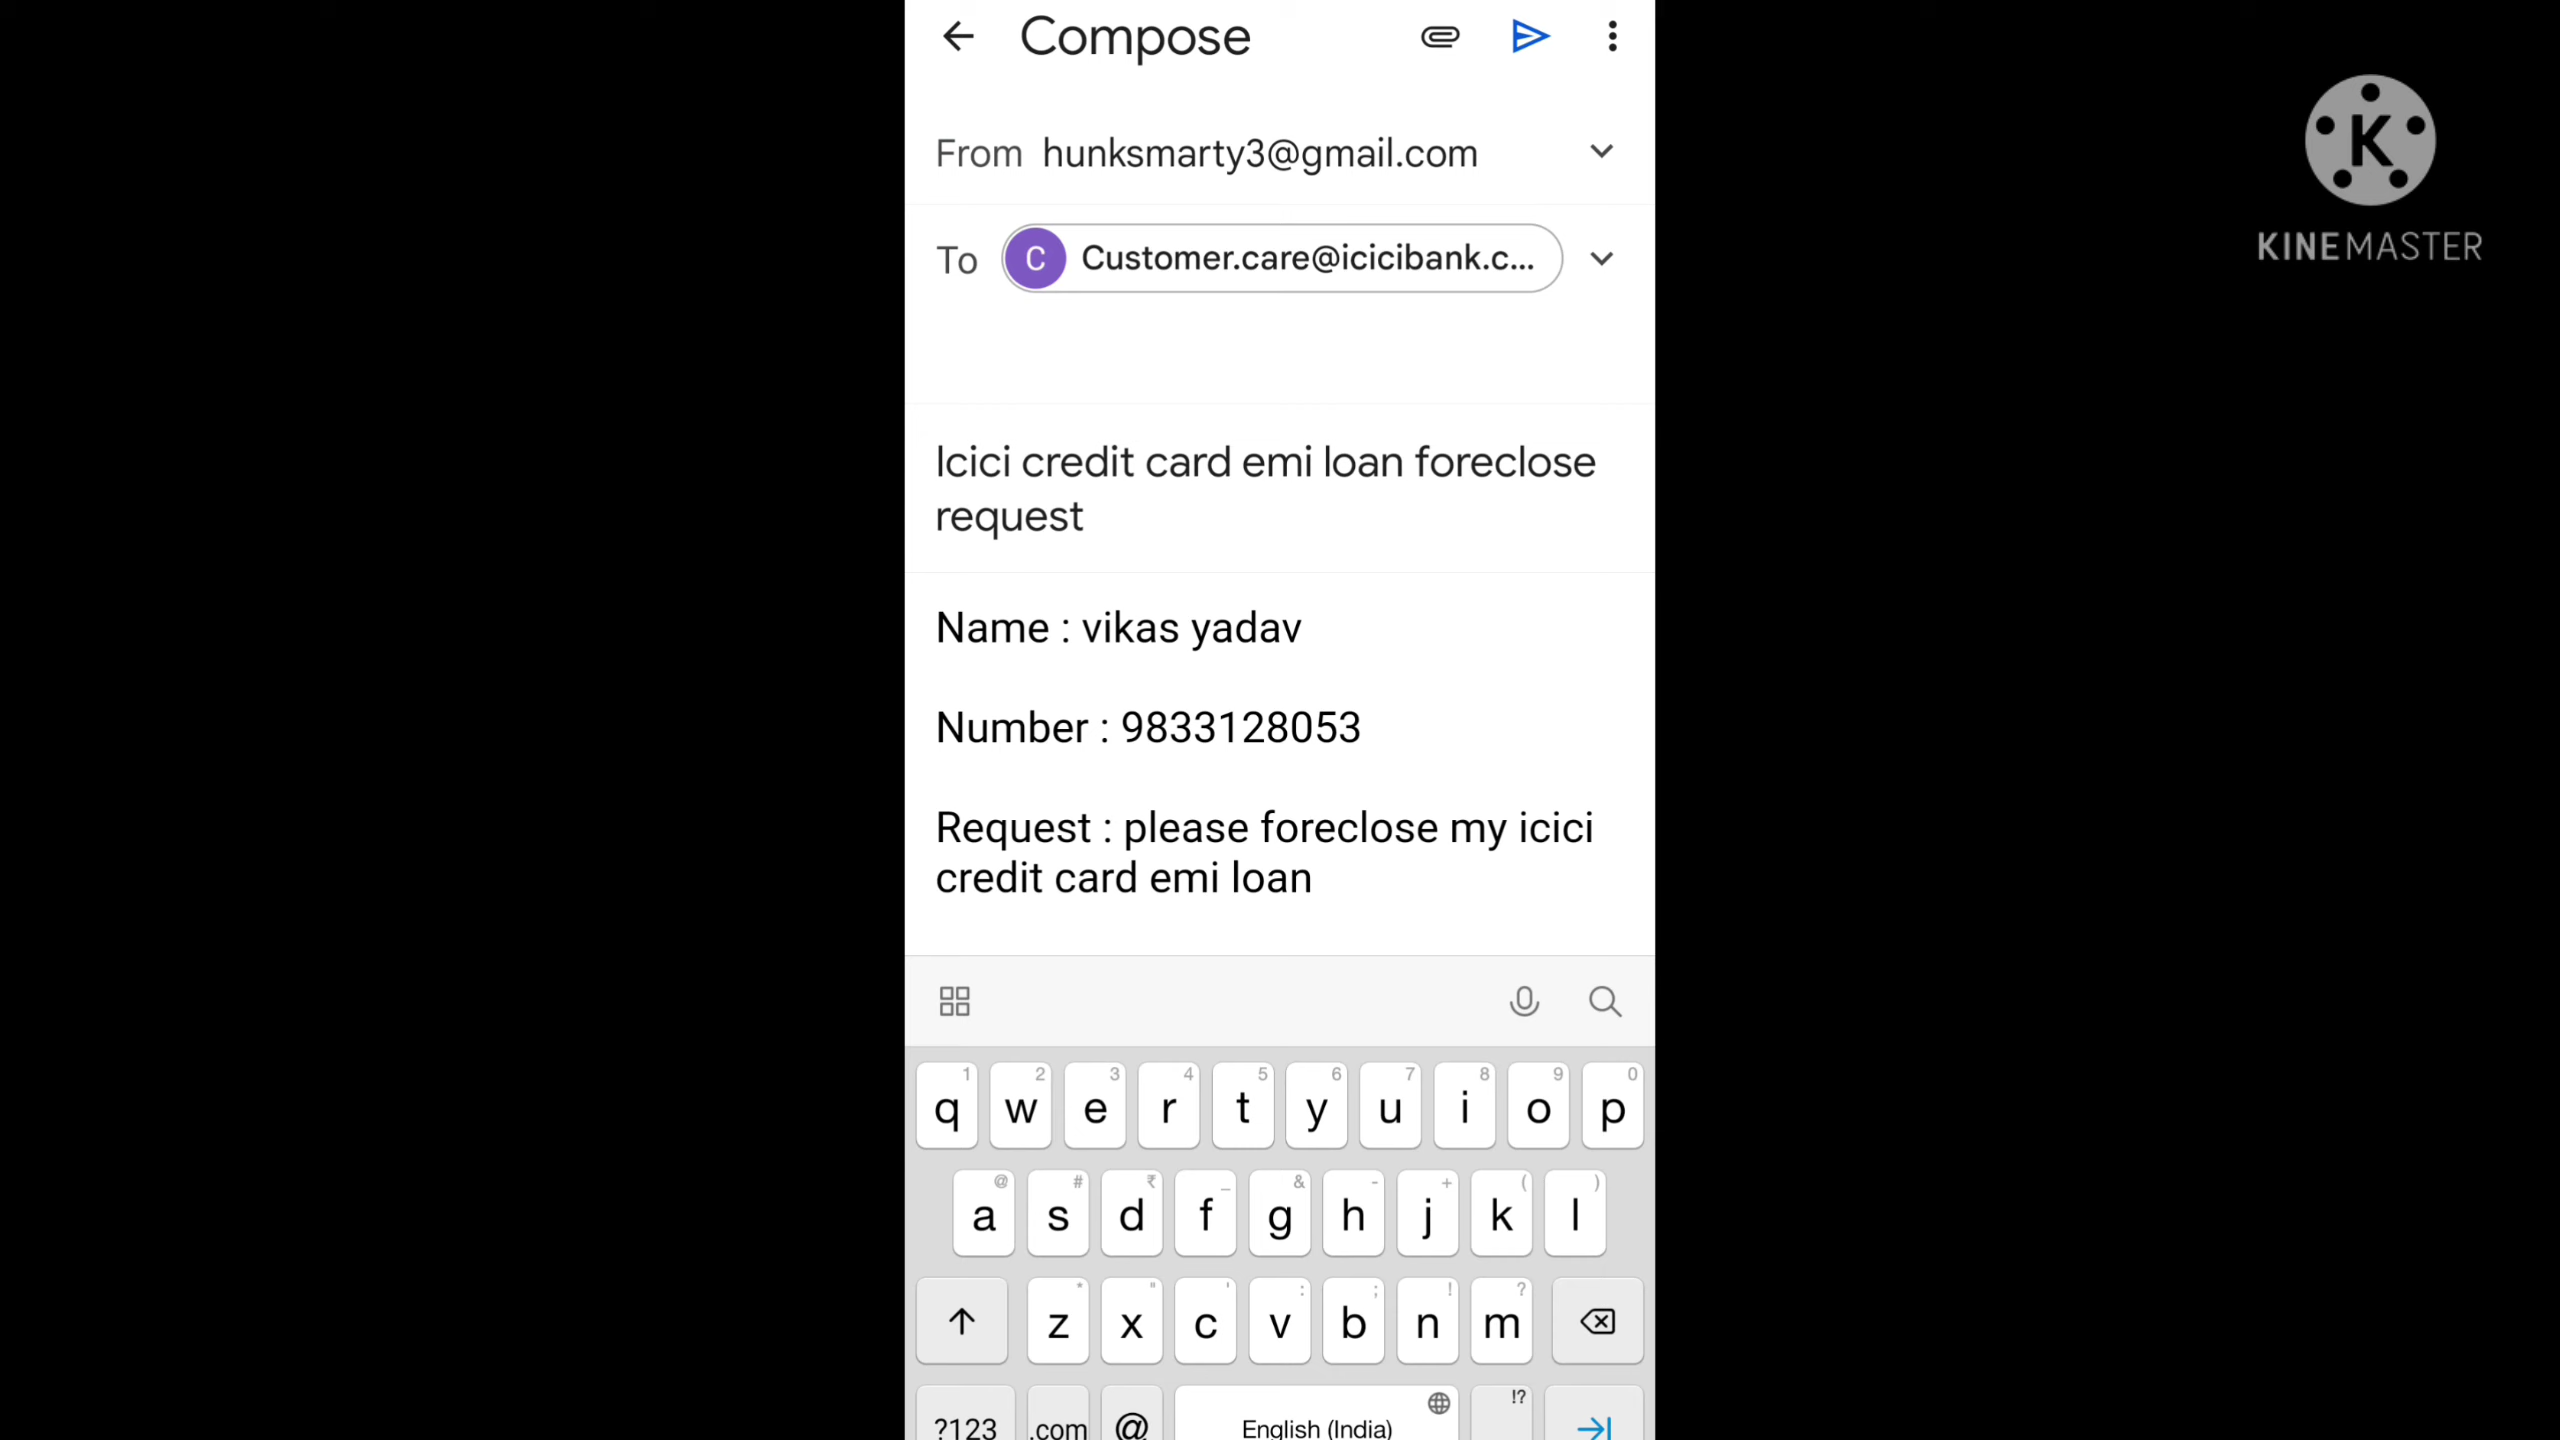 Compose
From hunksmarty3@gmail.com
To C Customer.care@icicibank.c...
Icici credit card emi loan foreclose
request
Name : vikas yadav
Number : 9833128053
Request : please foreclose my icici
credit card emi loan
1 2 3 4 5 6 7 8 9 0
q w e r t y u i o p
@ # ₹ _ & - + ( )
a s d f g h j k l
* " ' : ; ! ?
z x c v b n m
?123 .com @ English (India) !?
K
KINEMASTER